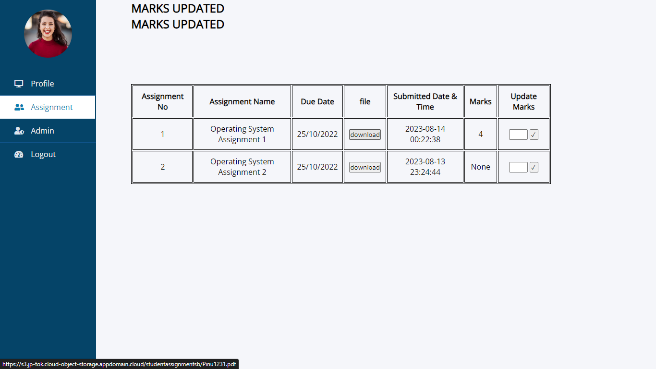 MARKS UPDATED
MARKS UPDATED
Profile
Assignment
Admin
Logout
Assignment No Assignment Name Due Date file Submitted Date & Time Marks Update Marks
1 Operating System Assignment 1 25/10/2022 download 2023-08-14 00:22:38 4 ✓
2 Operating System Assignment 2 25/10/2022 download 2023-08-13 23:24:44 None ✓
https://s3.jp-tok.cloud-object-storage.appdomain.cloud/studentassignmentsb/Pinu1231.pdf